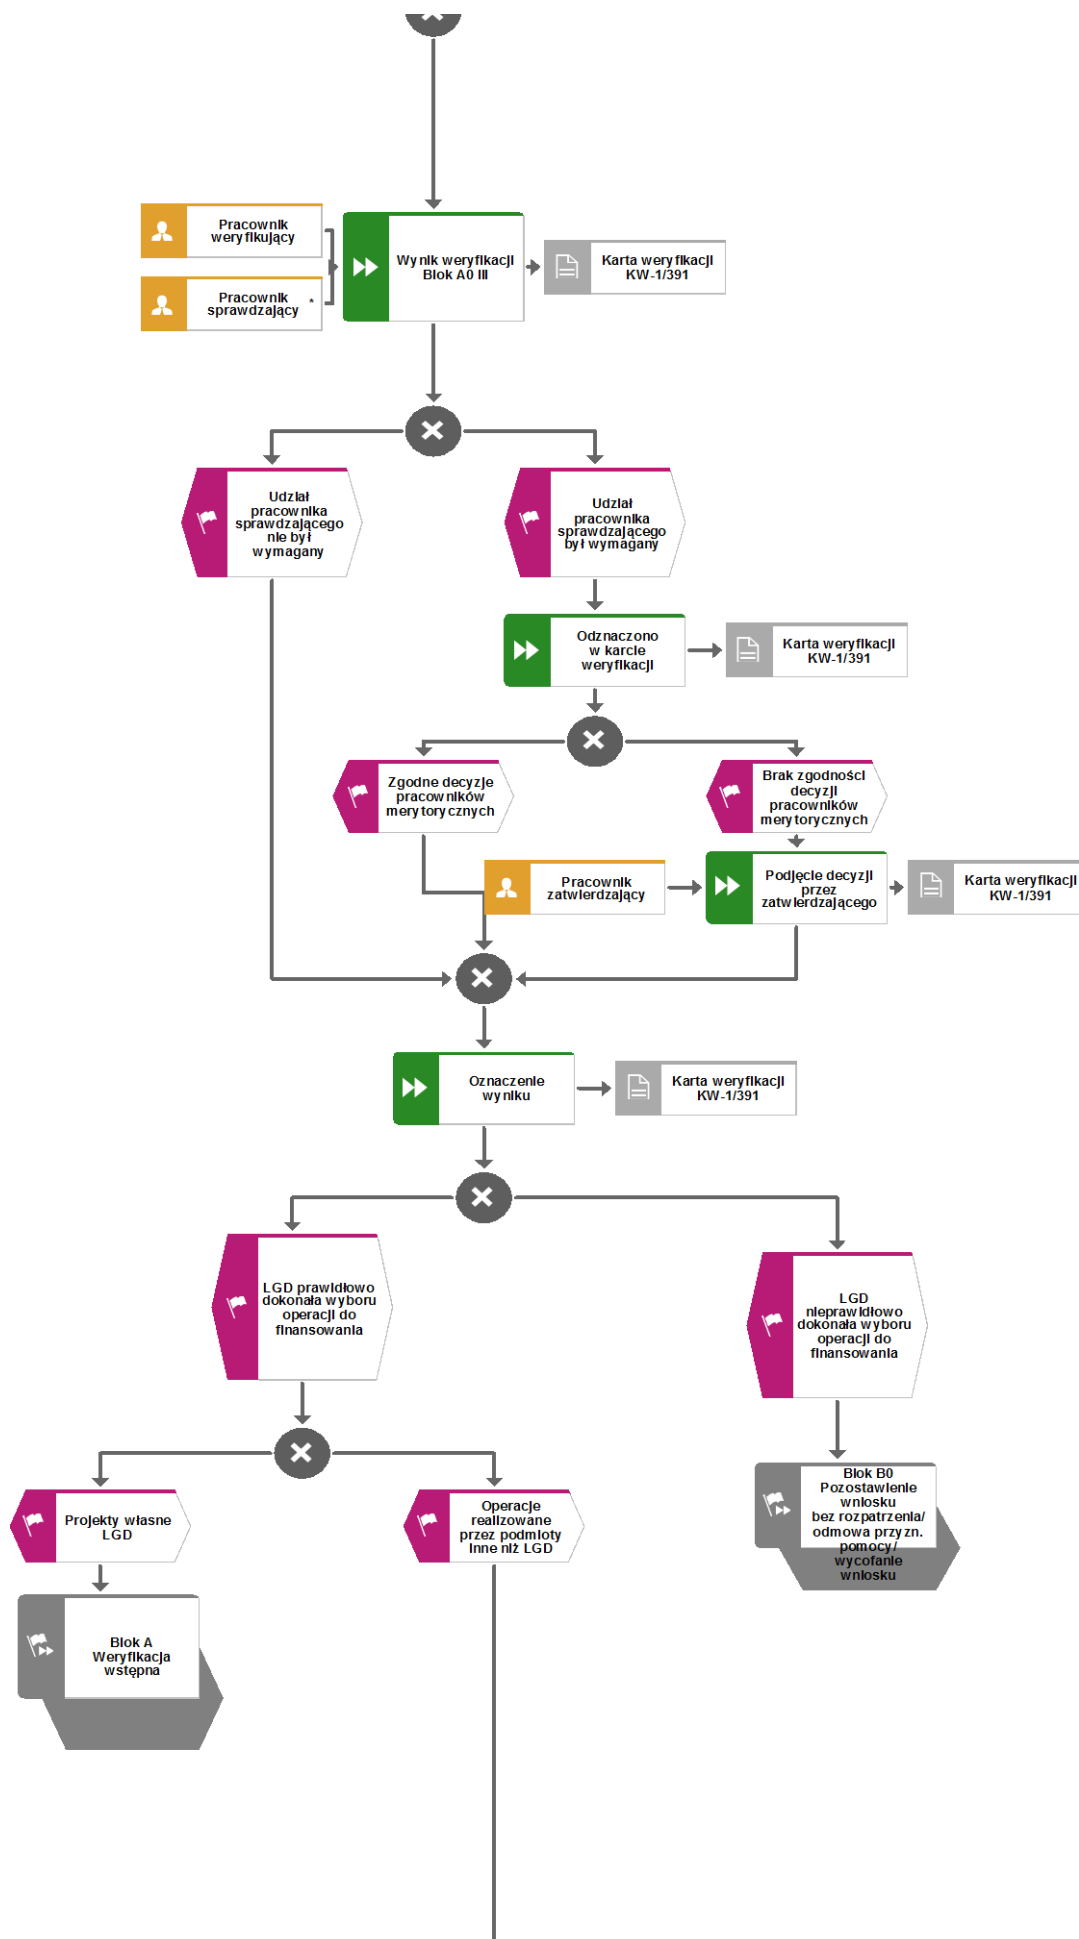 Pracownik
weryfikujący
Wynik weryfikacji
Blok A0 III
Karta weryfikacji
KW-1/391
Pracownik *
sprawdzający
Udział
pracownika
sprawdzającego
nie był
wymagany
Udział
pracownika
sprawdzającego
był wymagany
Odznaczono
w karcie
weryfikacji
Karta weryfikacji
KW-1/391
Zgodne decyzje
pracowników
merytorycznych
Brak zgodności
decyzji
pracowników
merytorycznych
Pracownik
zatwierdzający
Podjęcie decyzji
przez
zatwierdzającego
Karta weryfikacji
KW-1/391
Oznaczenie
wyniku
Karta weryfikacji
KW-1/391
LGD prawidłowo
dokonała wyboru
operacji do
finansowania
LGD
nieprawidłowo
dokonała wyboru
operacji do
finansowania
Projekty własne
LGD
Operacje
realizowane
przez podmioty
inne niż LGD
Blok B0
Pozostawienie
wniosku
bez rozpatrzenia/
odmowa przyzn.
pomocy/
wycofanie
wniosku
Blok A
Weryfikacja
wstępna